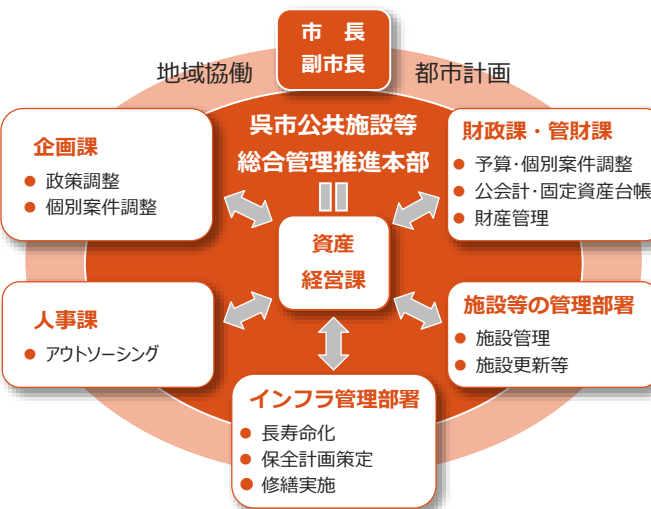 市　長
副市長
地域協働
都市計画
呉市公共施設等
総合管理推進本部
企画課
● 政策調整
● 個別案件調整
財政課・管財課
● 予算･個別案件調整
● 公会計･固定資産台帳
● 財産管理
資産
経営課
人事課
● アウトソーシング
施設等の管理部署
● 施設管理
● 施設更新等
インフラ管理部署
● 長寿命化
● 保全計画策定
● 修繕実施